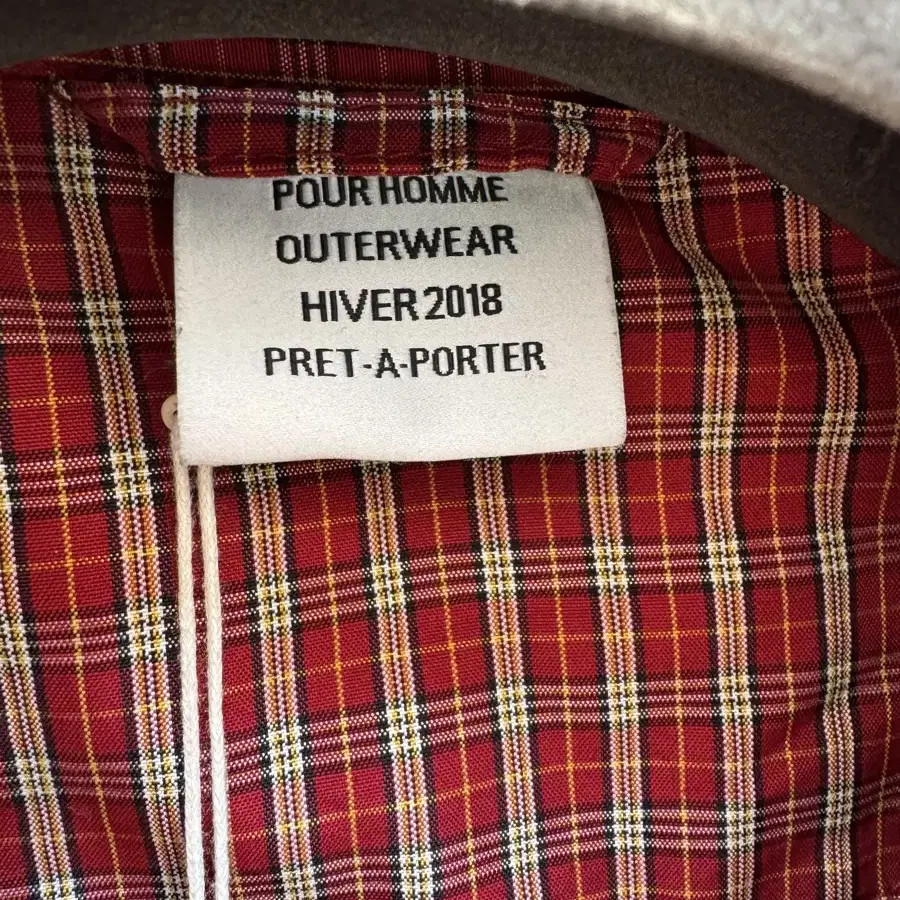 POUR HOMME
OUTERWEAR
HIVER 2018
PRET-A-PORTER